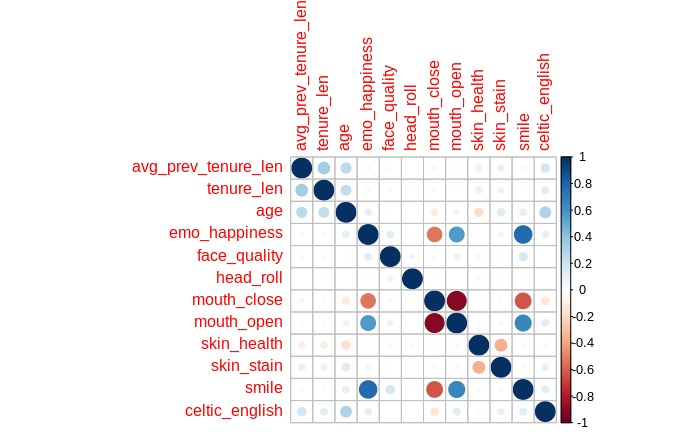 avg_prev_tenure_len
tenure_len
age
emo_happiness
face_quality
head_roll
mouth_close
mouth_open
skin_health
skin_stain
smile
celtic_english
avg_prev_tenure_len
tenure_len
age
emo_happiness
face_quality
head_roll
mouth_close
mouth_open
skin_health
skin_stain
smile
celtic_english
1
0.8
0.6
0.4
0.2
0
-0.2
-0.4
-0.6
-0.8
-1